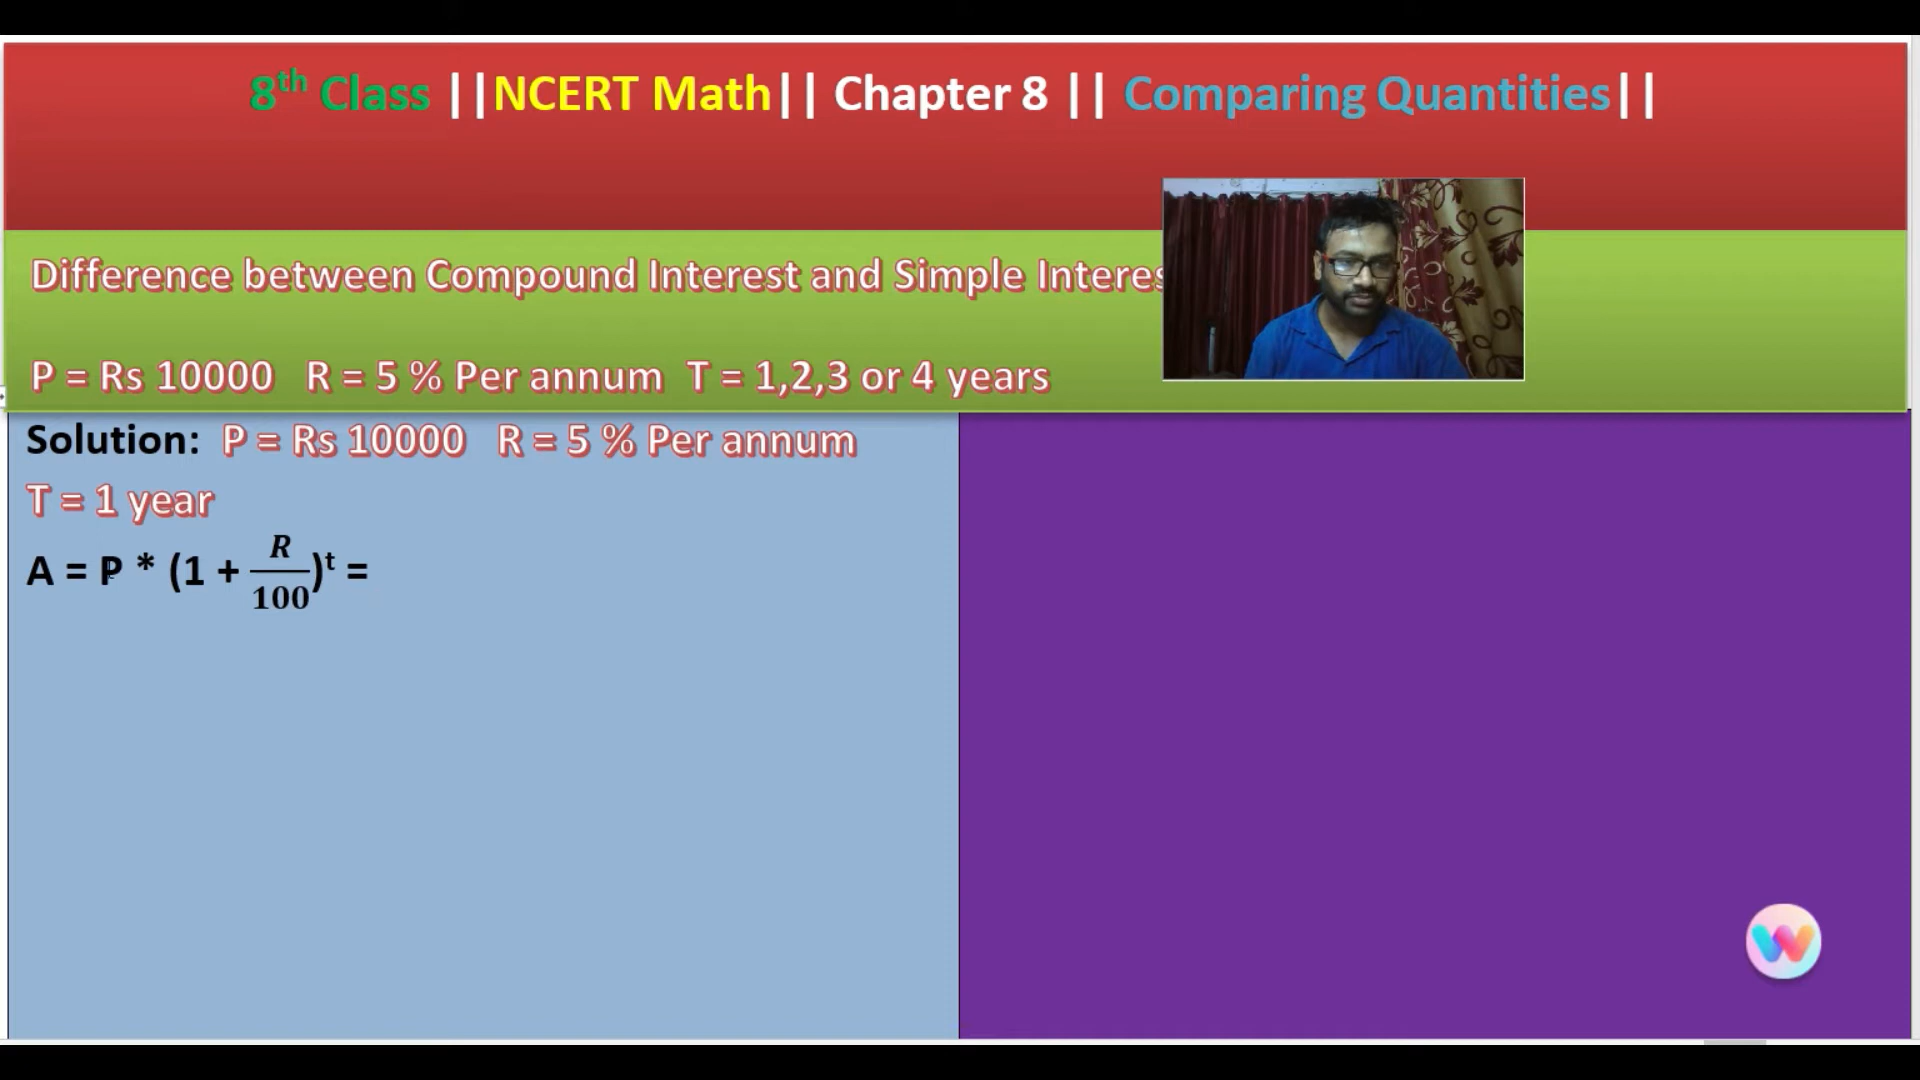 8th Class ||NCERT Math|| Chapter 8 || Comparing Quantities||
Difference between Compound Interest and Simple Interes
P = Rs 10000 R = 5 % Per annum T = 1,2,3 or 4 years
Solution: P = Rs 10000 R = 5 % Per annum
T = 1 year
A = P * (1 + R/100)^t =